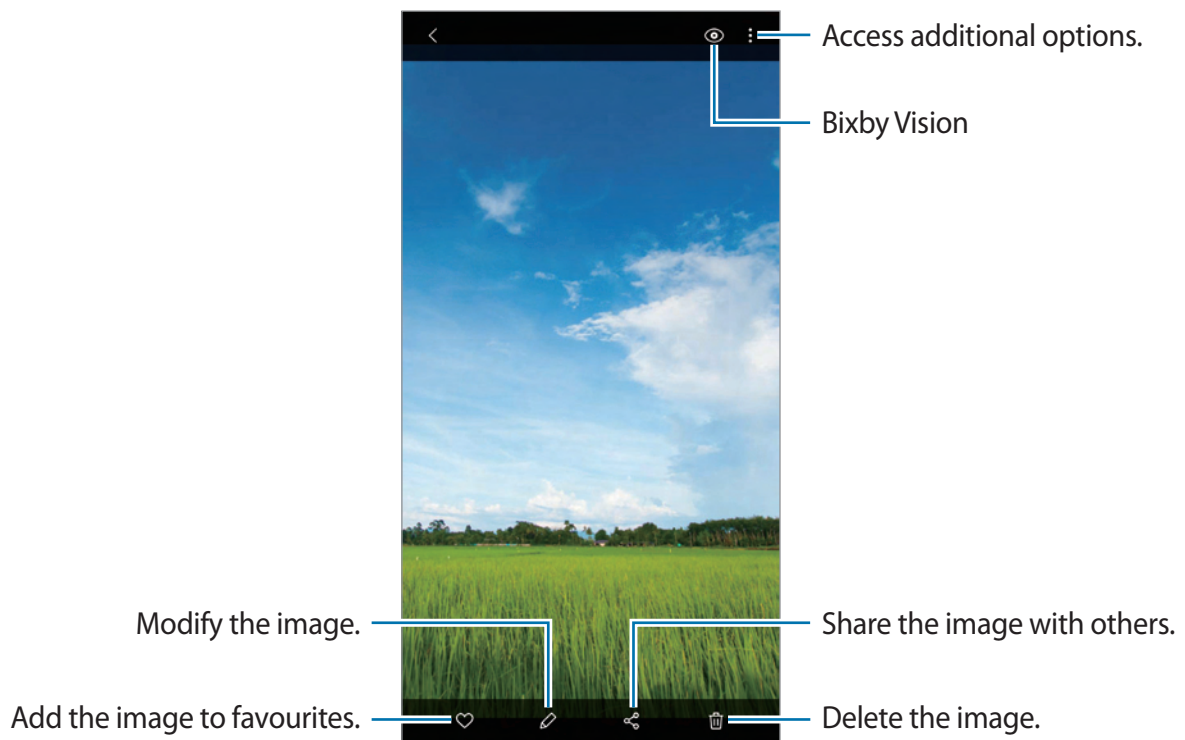 Access additional options.
Bixby Vision
Modify the image.
Share the image with others.
Add the image to favourites.
Delete the image.